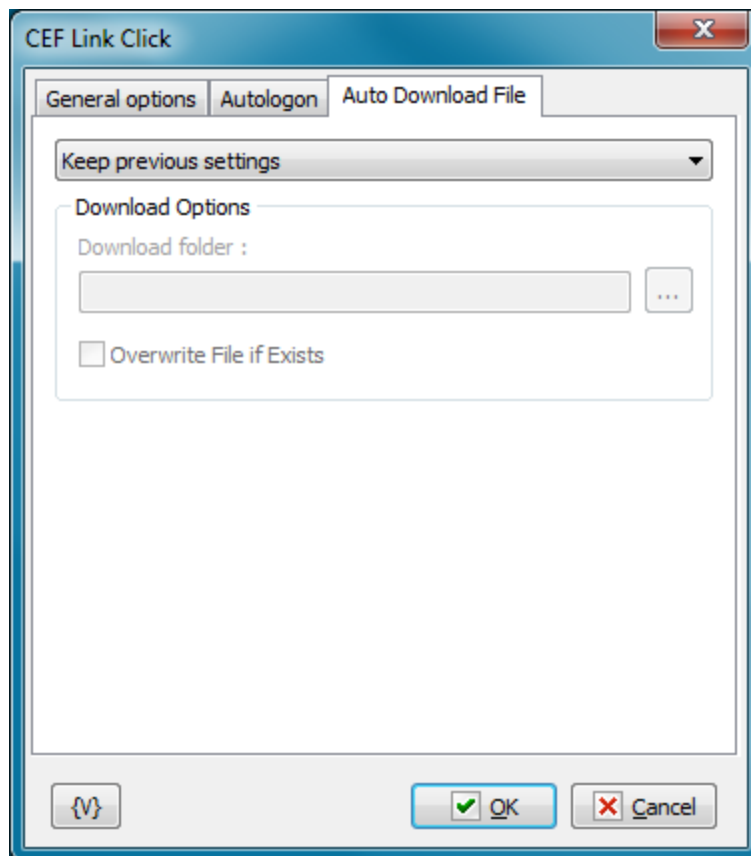 CEF Link Click
General options Autologon Auto Download File
Keep previous settings
Download Options
Download folder :
...
Overwrite File if Exists
{V} OK Cancel